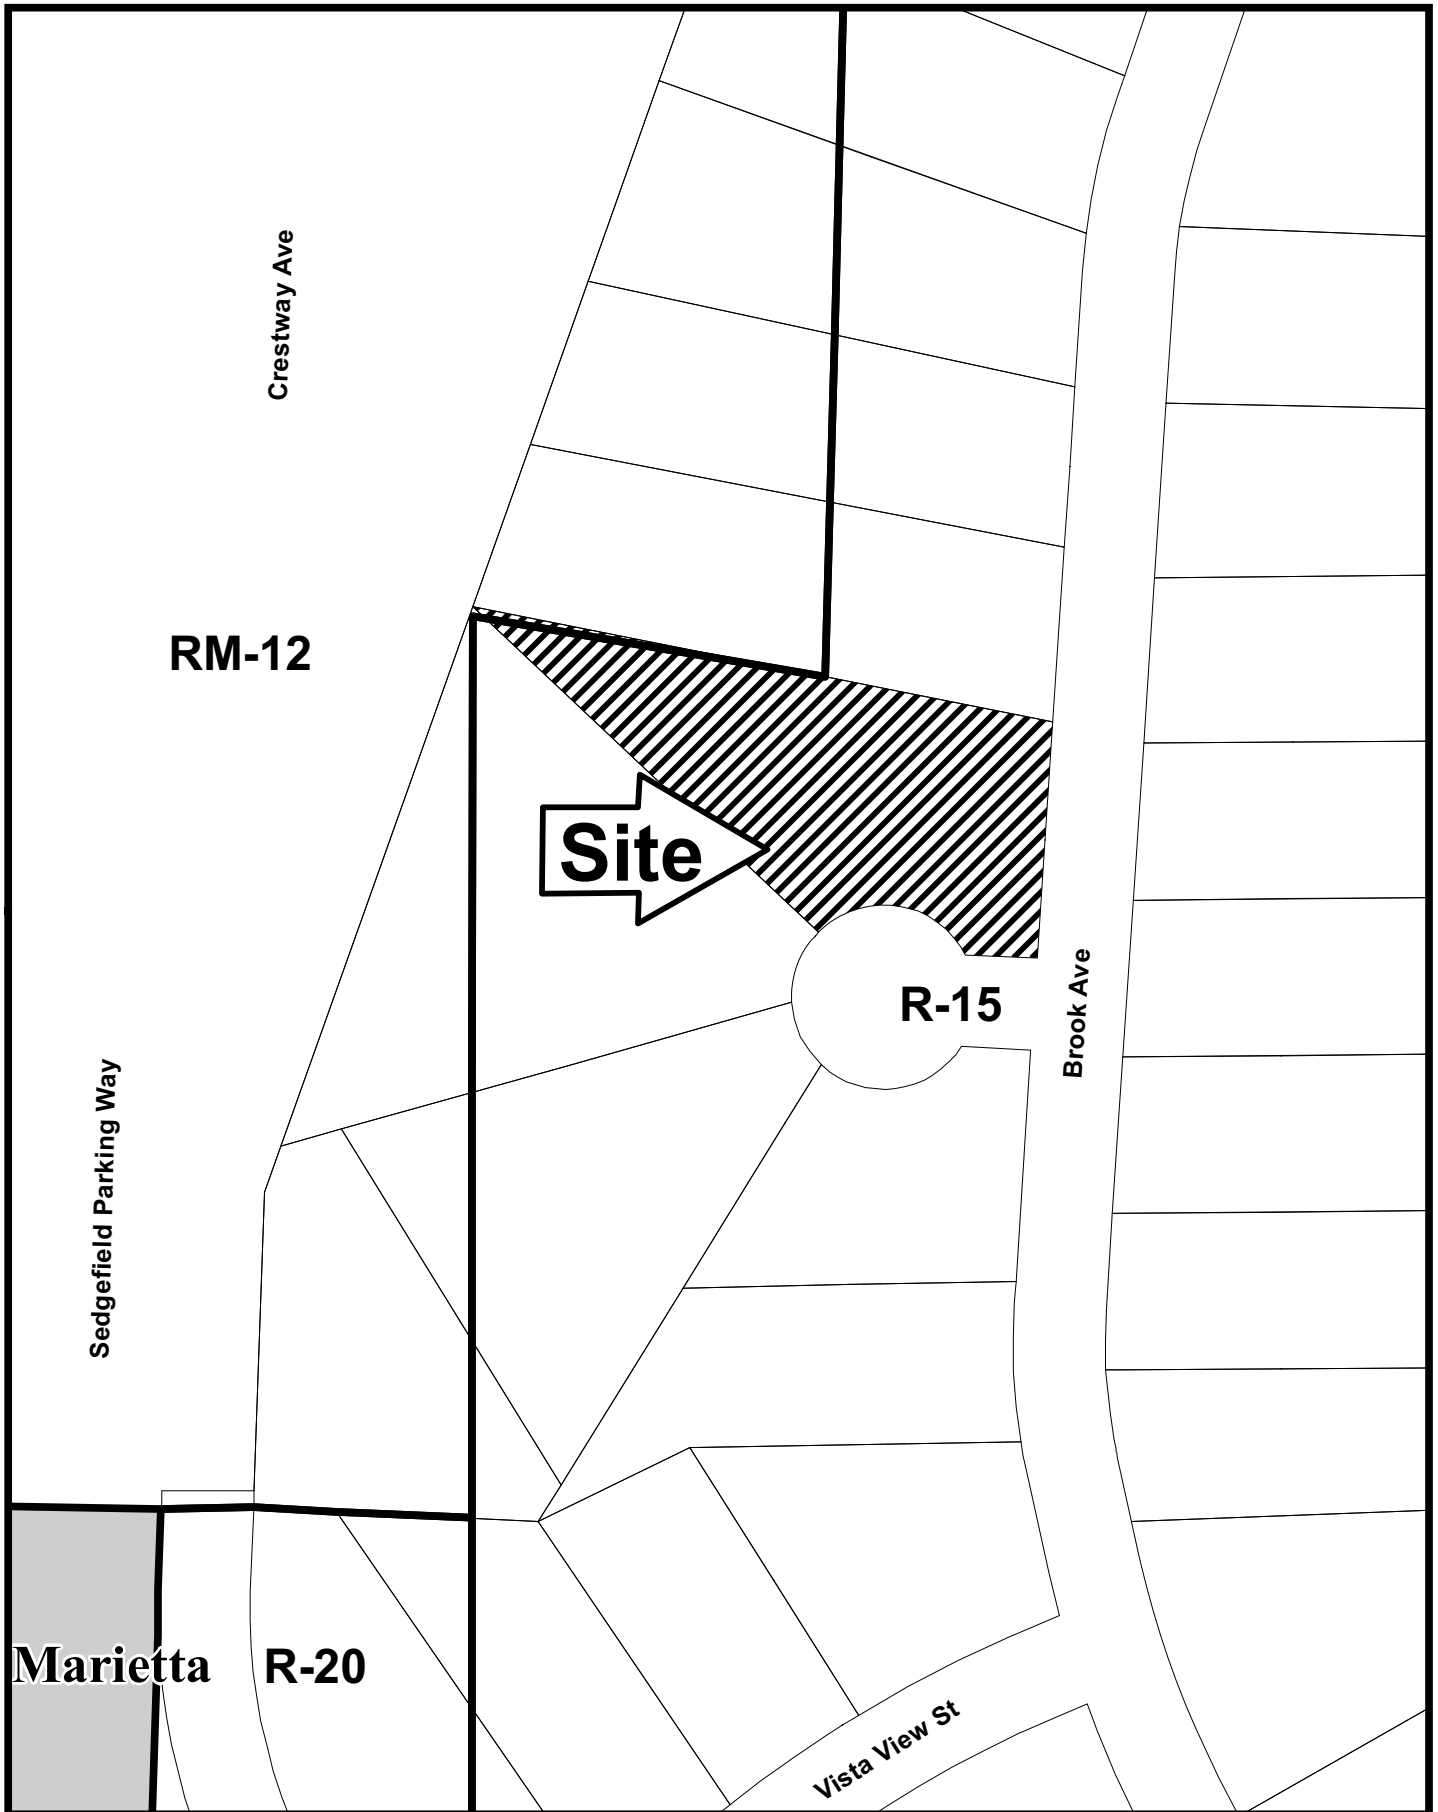 Crestway Ave
RM-12
Site
R-15
Brook Ave
Sedgefield Parking Way
Marietta
R-20
Vista View St